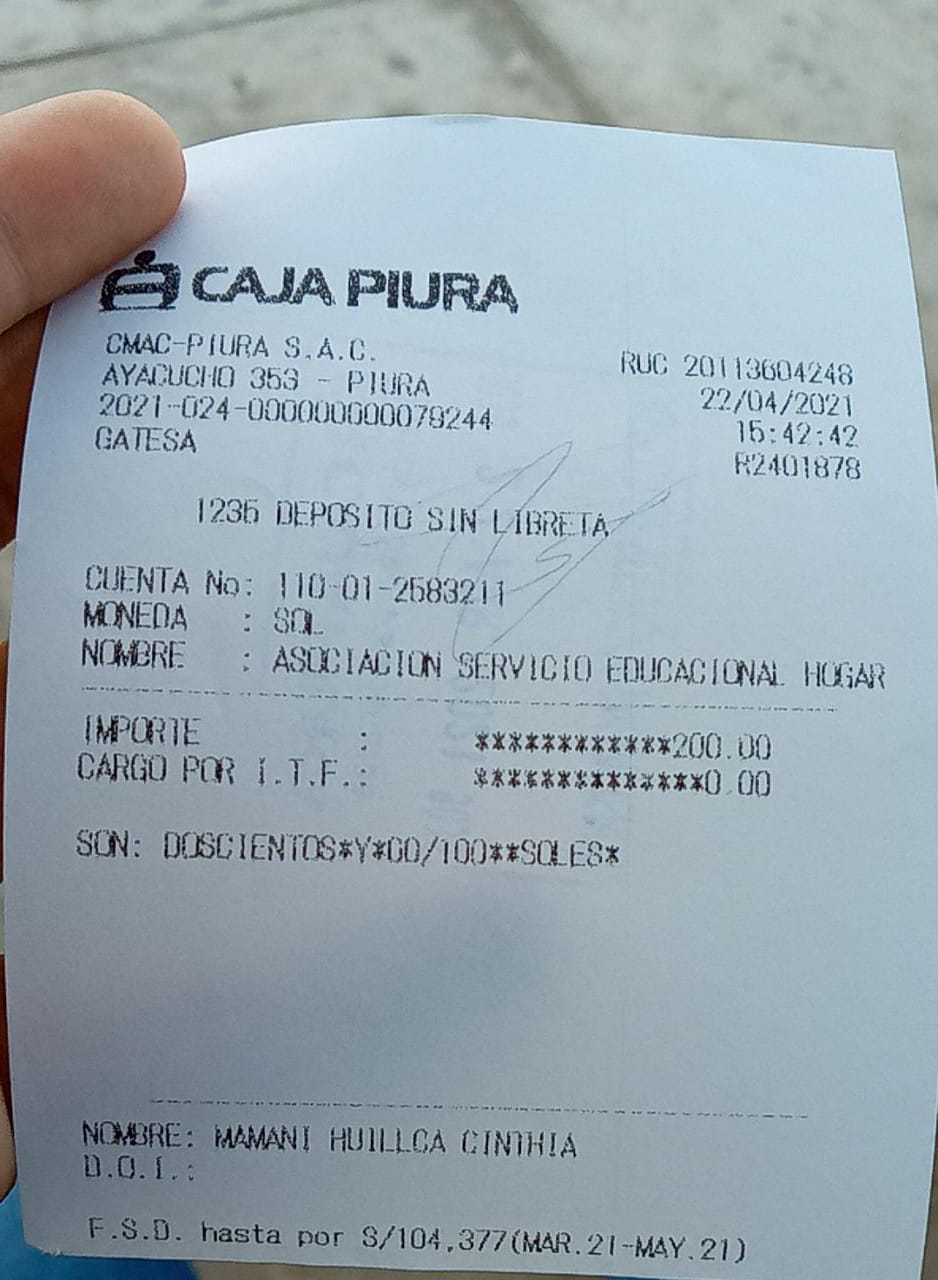 CAJA PIURA
CMAC-PIURA S.A.C.
RUC 20113604248
AYACUCHO 353 - PIURA
22/04/2021
2021-024-000000000079244
15:42:42
GATESA
R2401878
1235 DEPOSITO SIN LIBRETA
CUENTA No: 110-01-2583211
MONEDA : SOL
NOMBRE : ASOCIACION SERVICIO EDUCACIONAL HOGAR
IMPORTE : ************200.00
CARGO POR I.T.F.: **************0.00
SON: DOSCIENTOS*Y*00/100**SOLES*
NOMBRE: MAMANI HUILLCA CINTHIA
D.O.I.:
F.S.D. hasta por S/104,377(MAR.21-MAY.21)